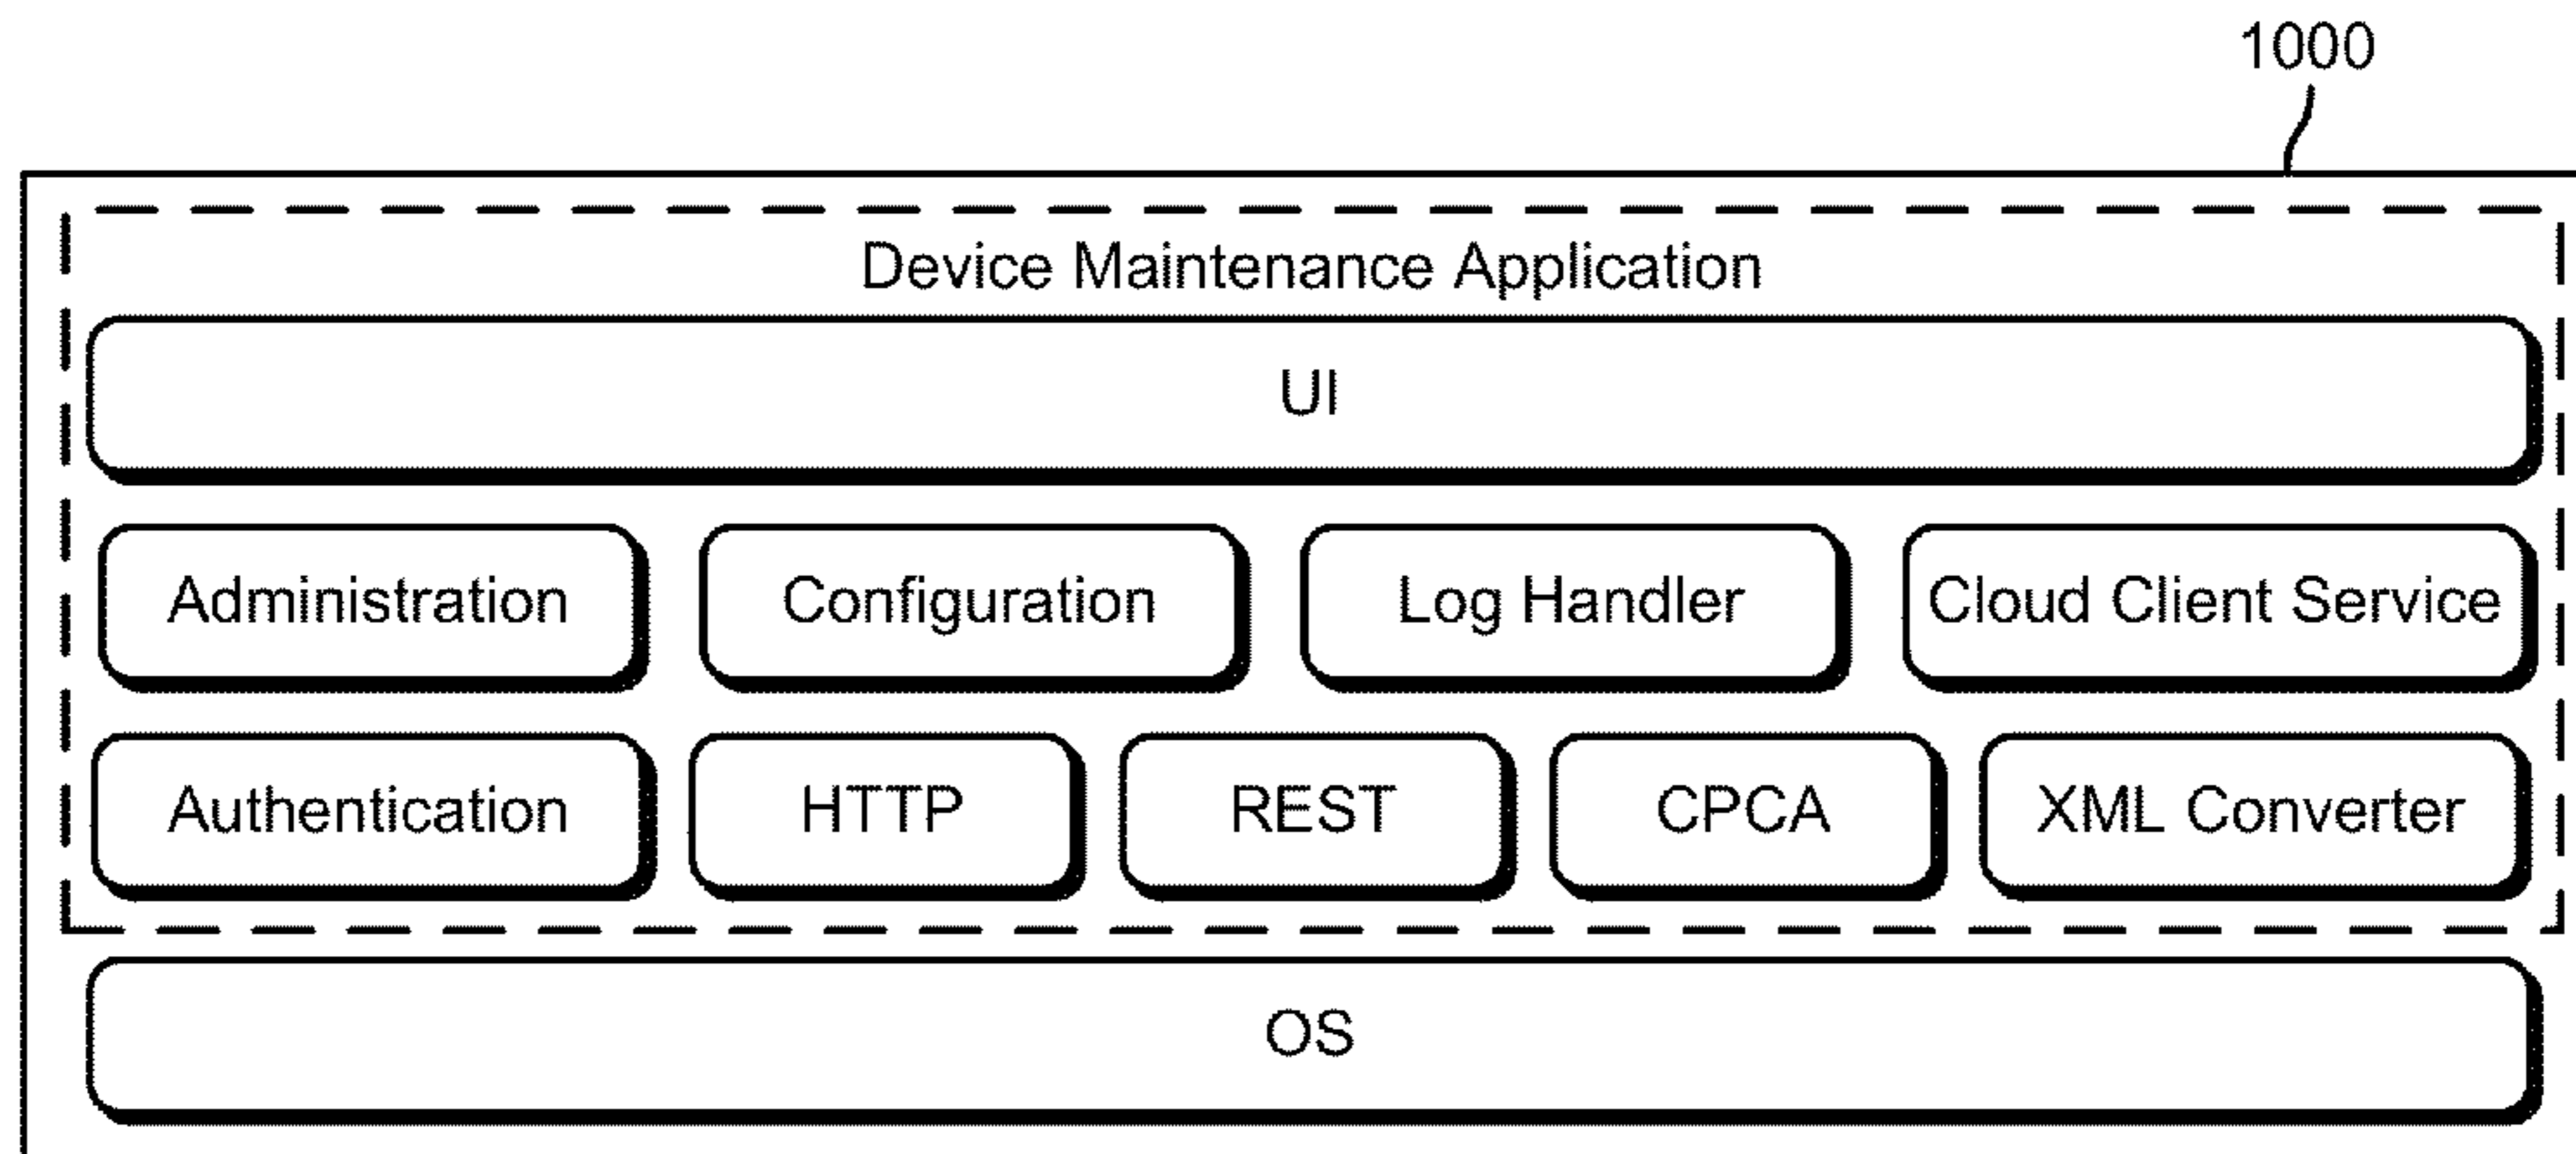 1000
Device Maintenance Application
UI
Administration Configuration Log Handler Cloud Client Service
Authentication HTTP REST CPCA XML Converter
OS